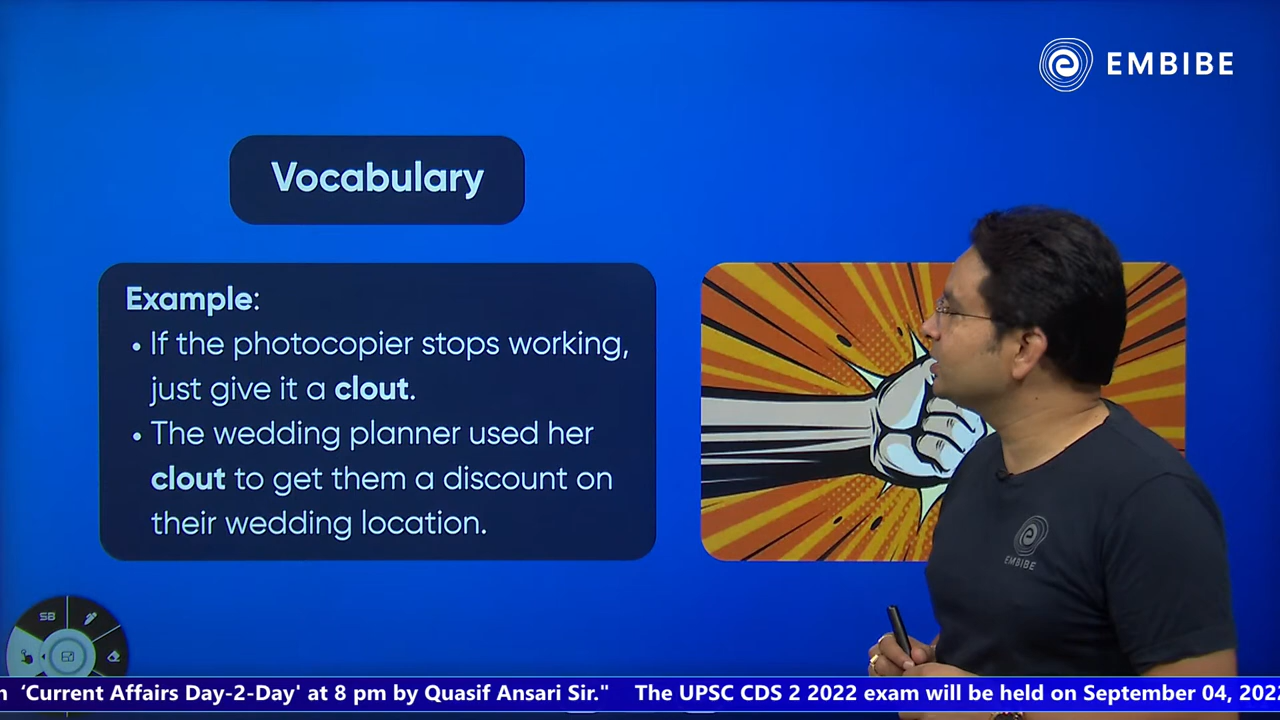 EMBIBE
Vocabulary
Example:
• If the photocopier stops working,
just give it a clout.
• The wedding planner used her
clout to get them a discount on
their wedding location.
EMBIBE
SB
‘Current Affairs Day-2-Day' at 8 pm by Quasif Ansari Sir." The UPSC CDS 2 2022 exam will be held on September 04, 2022